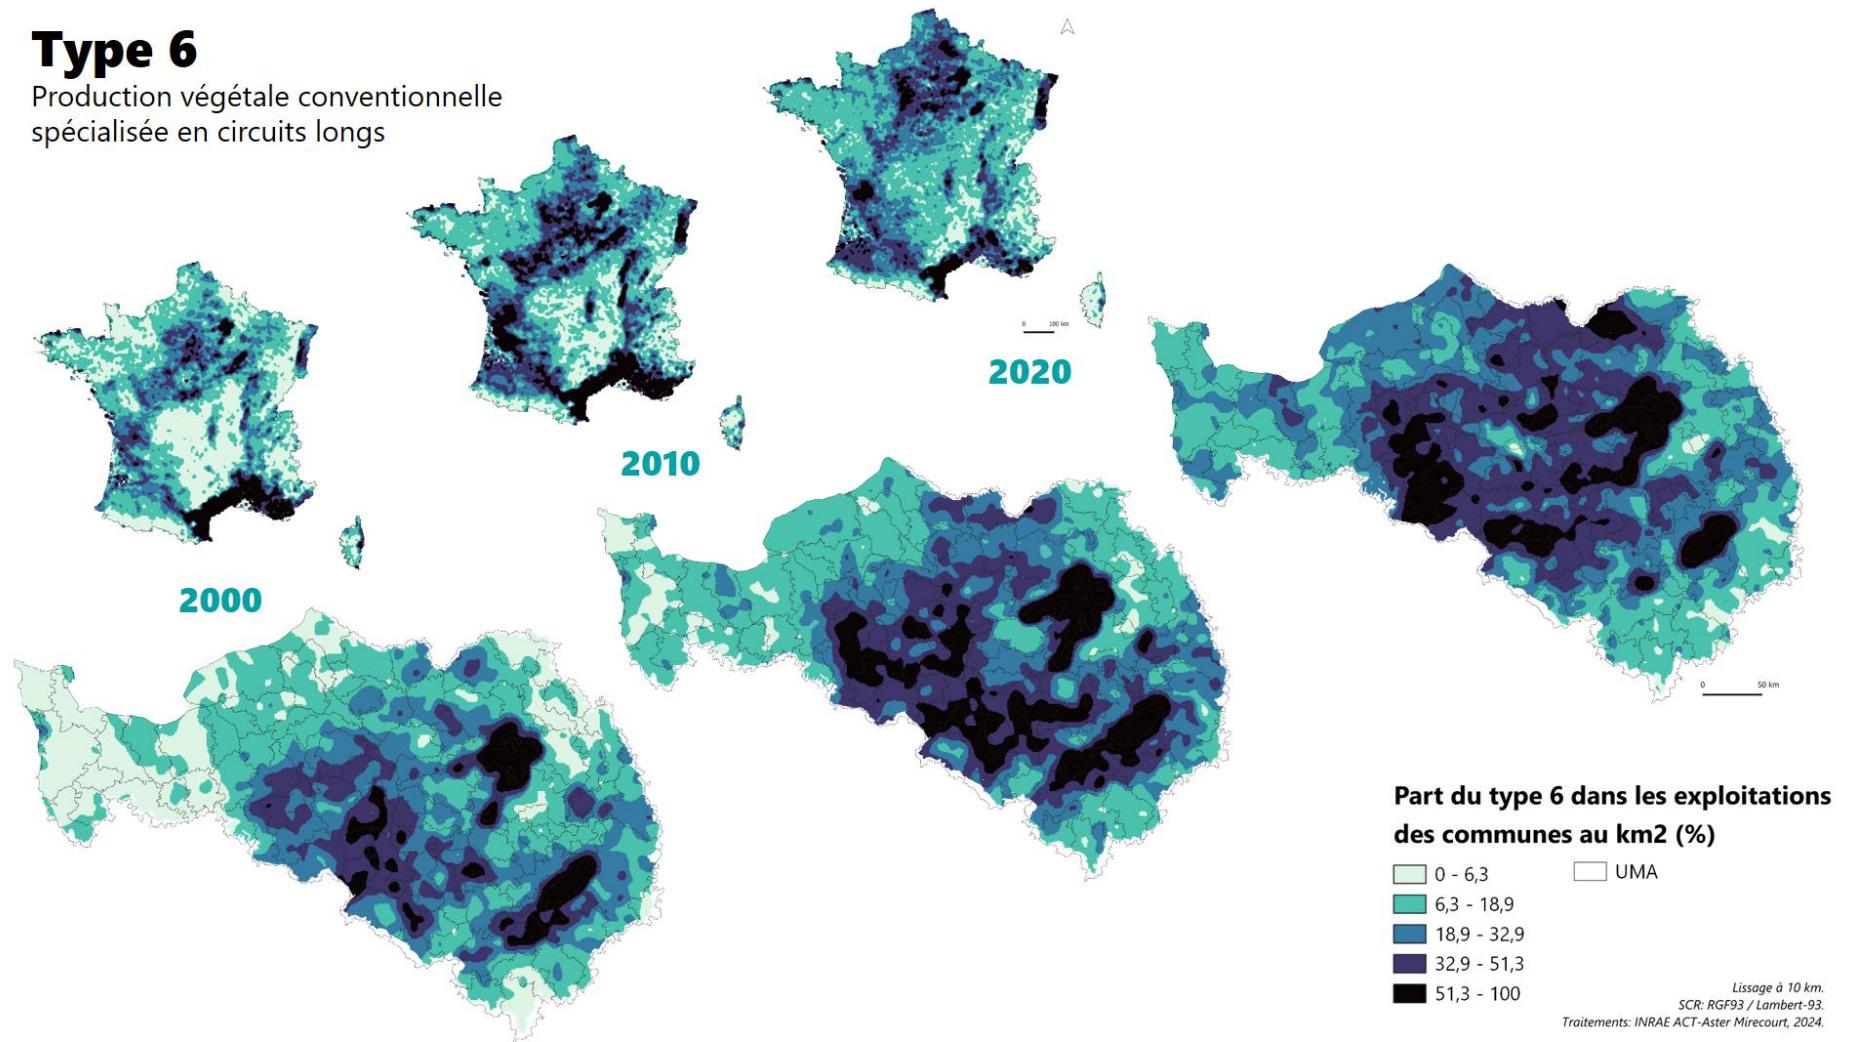 Type 6
Production végétale conventionnelle
spécialisée en circuits longs
0 100 km
2020
2010
2000
0 50 km
Part du type 6 dans les exploitations
des communes au km2 (%)
0 - 6,3
UMA
6,3 - 18,9
18,9 - 32,9
32,9 - 51,3
51,3 - 100
Lissage à 10 km.
SCR: RGF93 / Lambert-93.
Traitements: INRAE ACT-Aster Mirecourt, 2024.